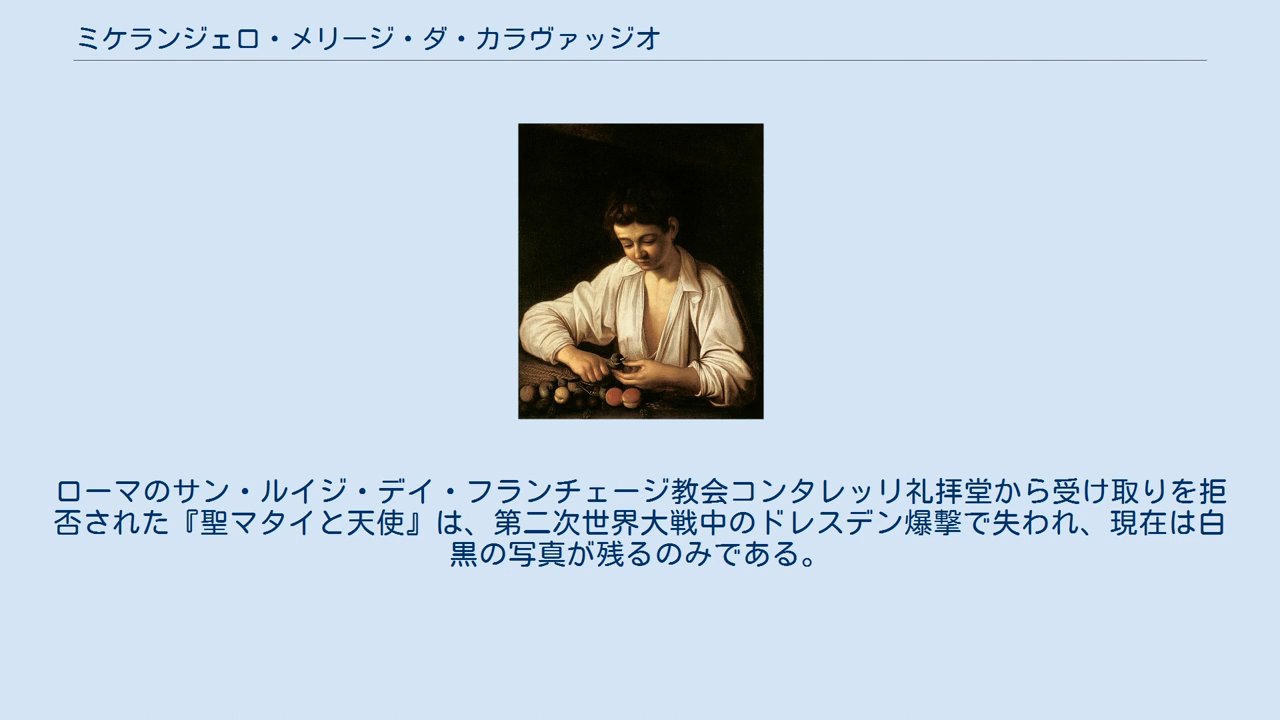 ミケランジェロ・メリージ・ダ・カラヴァッジオ
ローマのサン・ルイジ・デイ・フランチェージ教会コンタレッリ礼拝堂から受け取りを拒
否された『聖マタイと天使』は、第二次世界大戦中のドレスデン爆撃で失われ、現在は白
黒の写真が残るのみである。